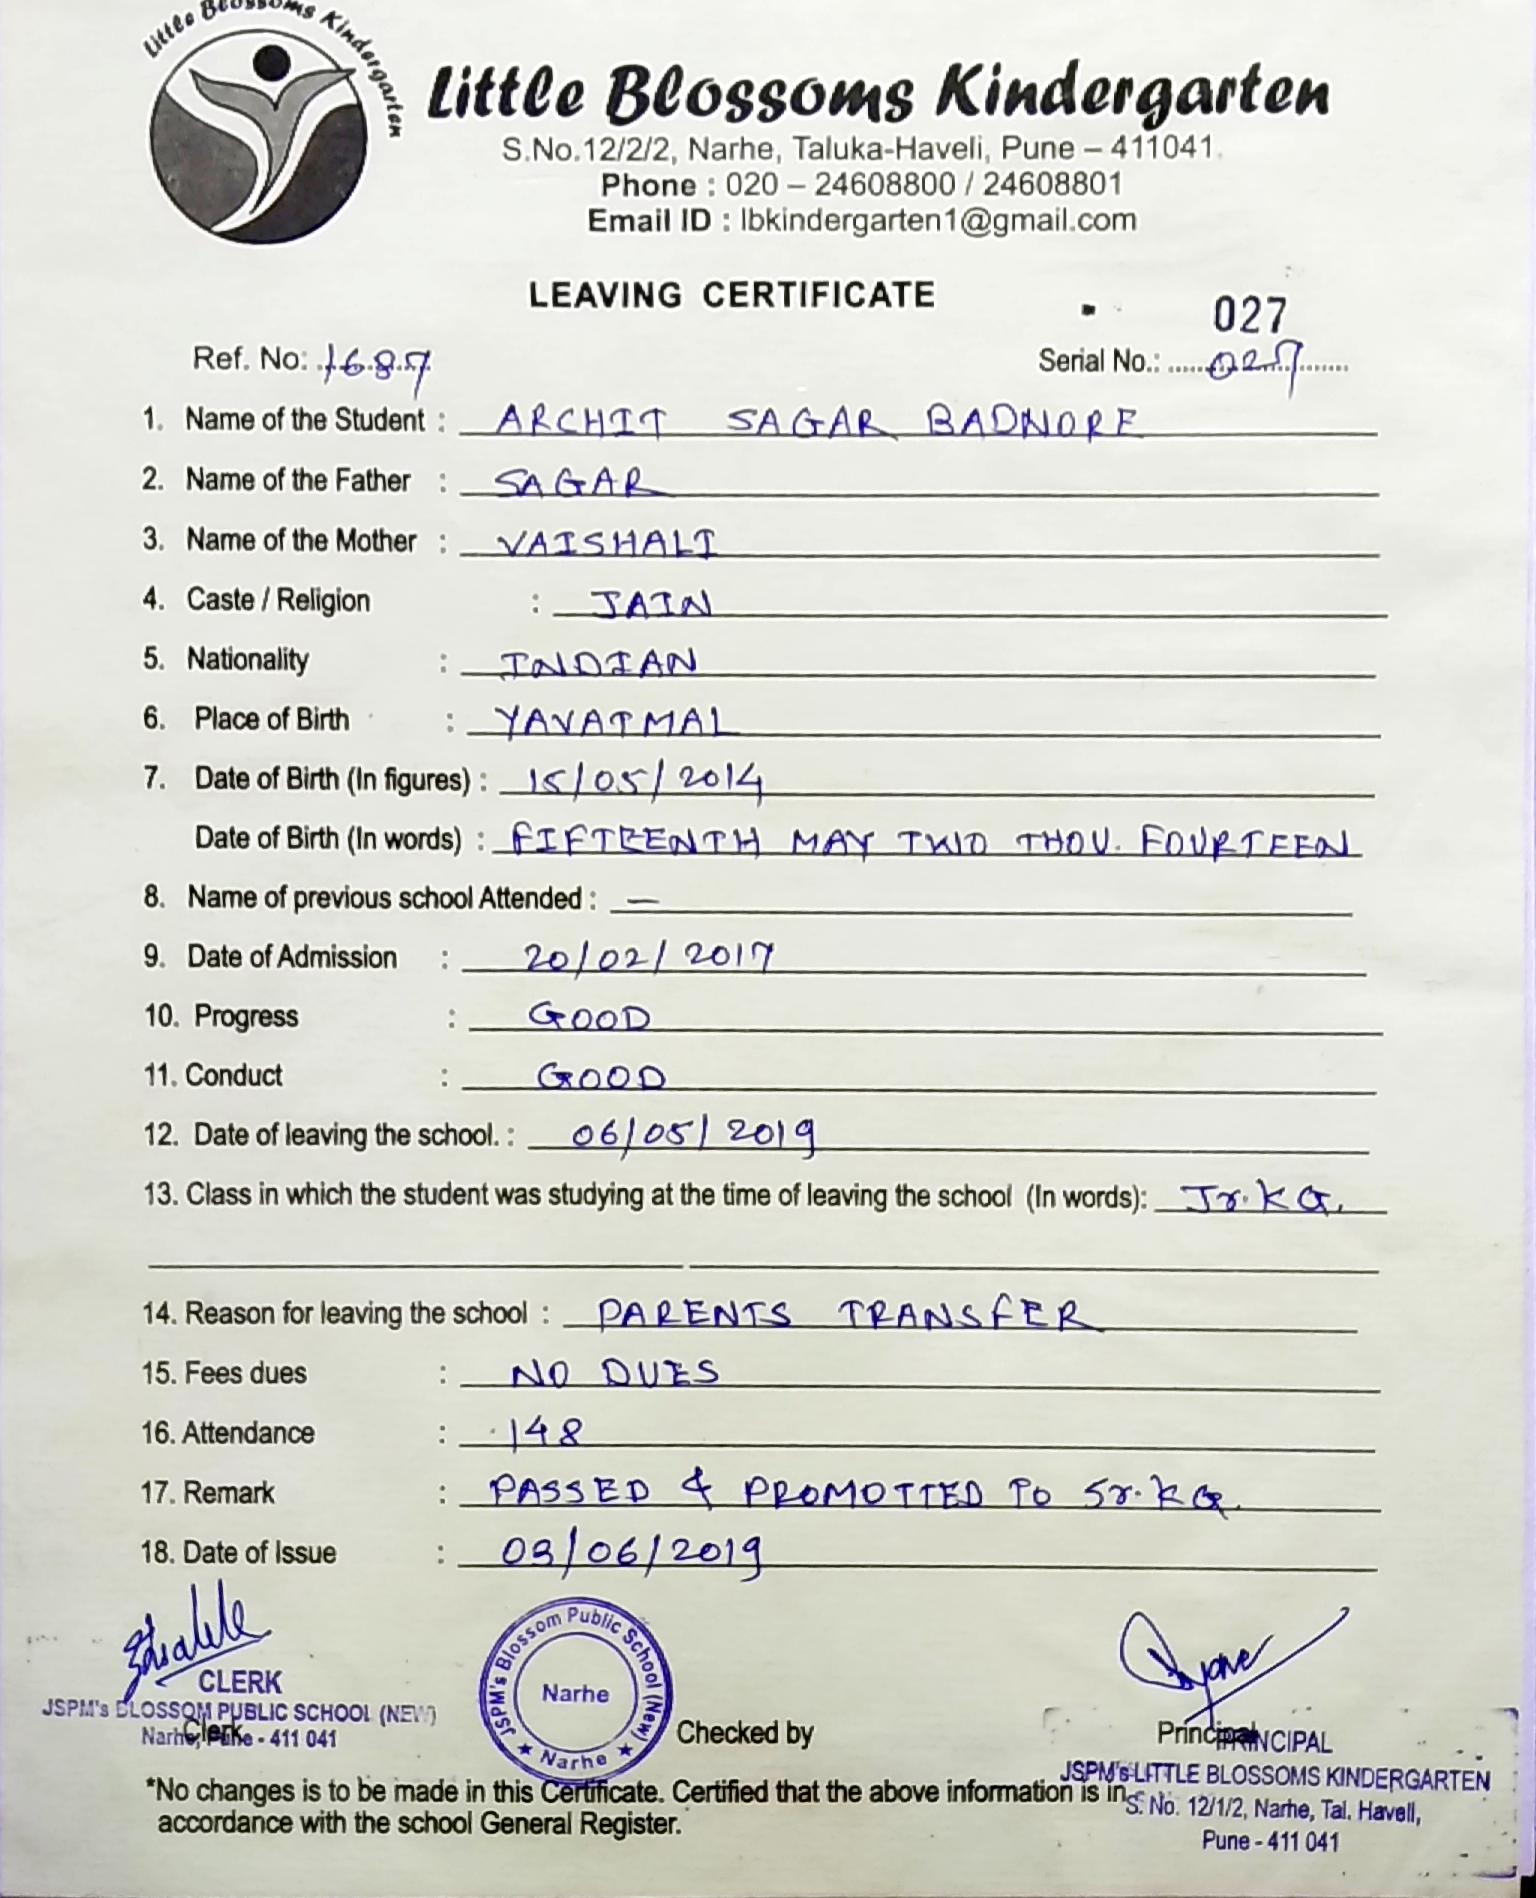 Little Blossoms Kindergarten
Little Blossoms Kindergarten
S.No.12/2/2, Narhe, Taluka-Haveli, Pune – 411041.
Phone : 020 – 24608800 / 24608801
Email ID : lbkindergarten1@gmail.com
LEAVING CERTIFICATE
027
Ref. No: 1687 Serial No.: 027
1. Name of the Student : ARCHIT SAGAR BADNORE
2. Name of the Father : SAGAR
3. Name of the Mother : VAISHALI
4. Caste / Religion : JAIN
5. Nationality : INDIAN
6. Place of Birth : YAVATMAL
7. Date of Birth (In figures) : 15/05/2014
Date of Birth (In words) : FIFTEENTH MAY TWO THOU. FOURTEEN
8. Name of previous school Attended : —
9. Date of Admission : 20/02/2017
10. Progress : GOOD
11. Conduct : GOOD
12. Date of leaving the school. : 06/05/2019
13. Class in which the student was studying at the time of leaving the school (In words): Jr. KG.
14. Reason for leaving the school : PARENTS TRANSFER
15. Fees dues : NO DUES
16. Attendance : 148
17. Remark : PASSED & PROMOTTED TO Sr. KG.
18. Date of Issue : 03/06/2019
CLERK
JSPM's BLOSSOM PUBLIC SCHOOL (NEW)
Narhe, Pune - 411 041
Clerk
JSPM's Blossom Public School (New)
Narhe
★ Narhe ★
Checked by
Principal
PRINCIPAL
JSPM's LITTLE BLOSSOMS KINDERGARTEN
S. No. 12/1/2, Narhe, Tal. Haveli,
Pune - 411 041
*No changes is to be made in this Certificate. Certified that the above information is in
accordance with the school General Register.